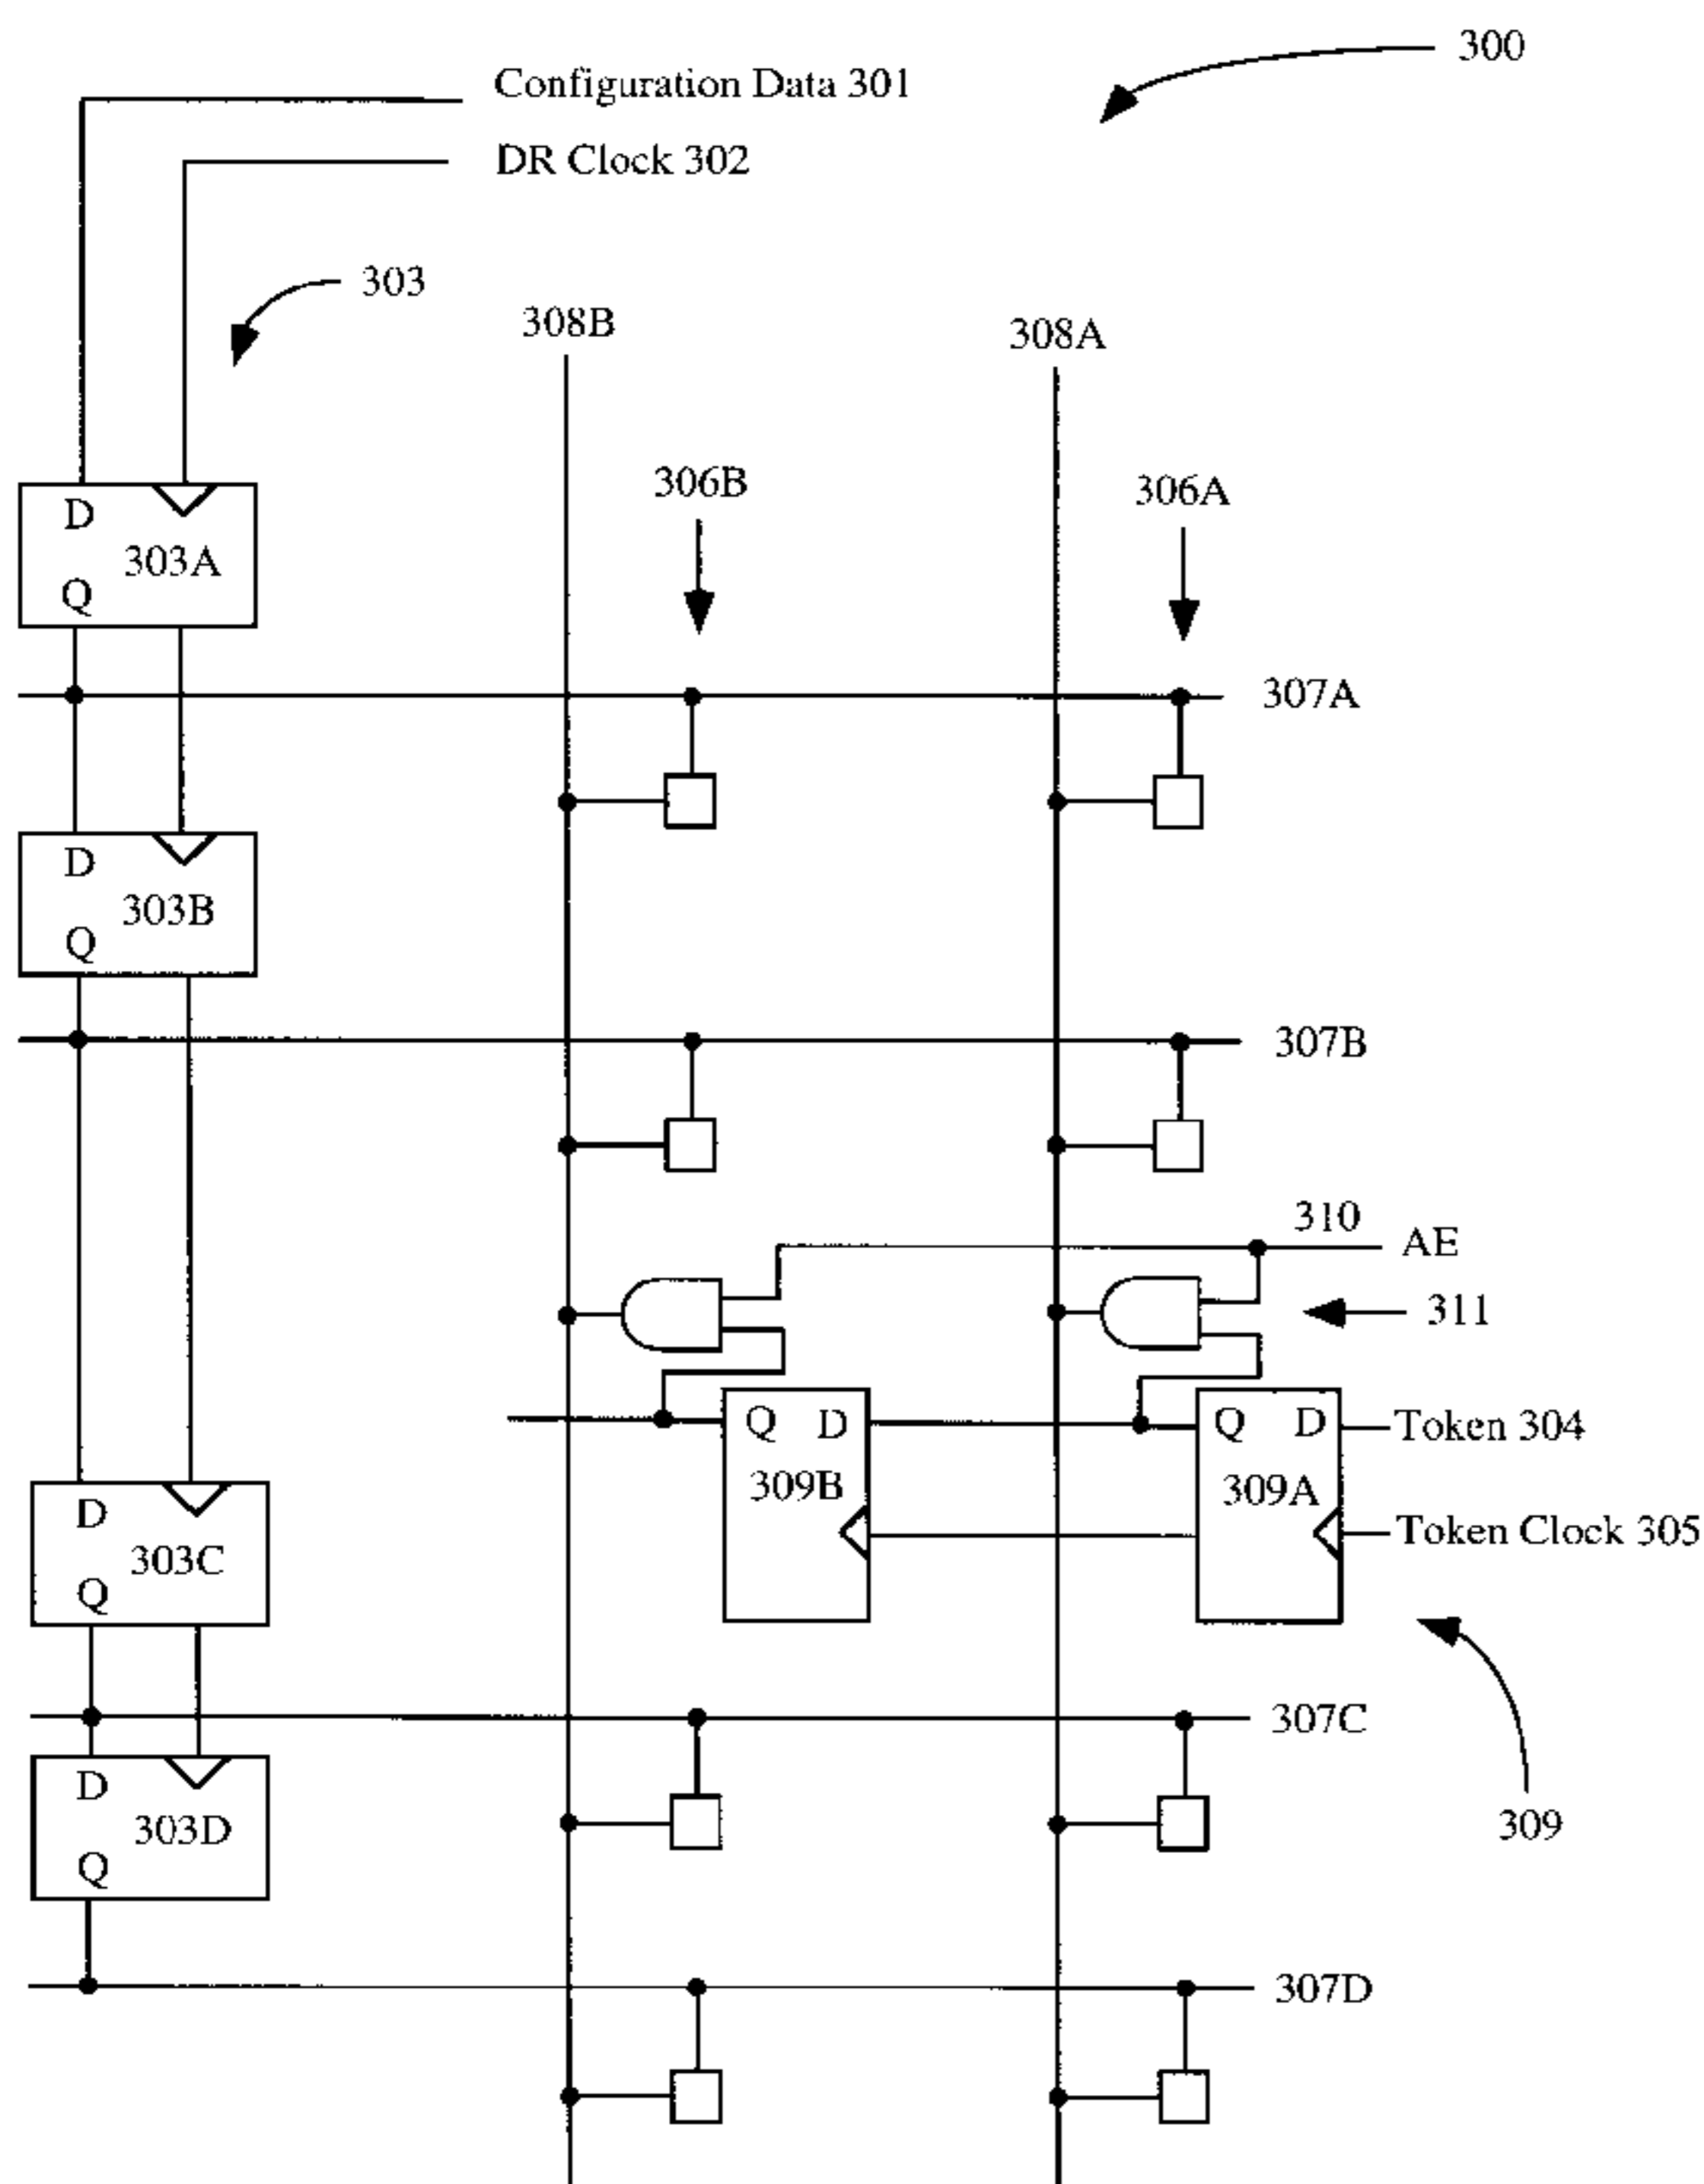 300
Configuration Data 301
DR Clock 302
303
308B
308A
306B
306A
D
303A
Q
307A
D
303B
Q
307B
310
AE
311
Q D
309B
Q D
309A
Token 304
Token Clock 305
D
303C
Q
307C
D
303D
Q
309
307D